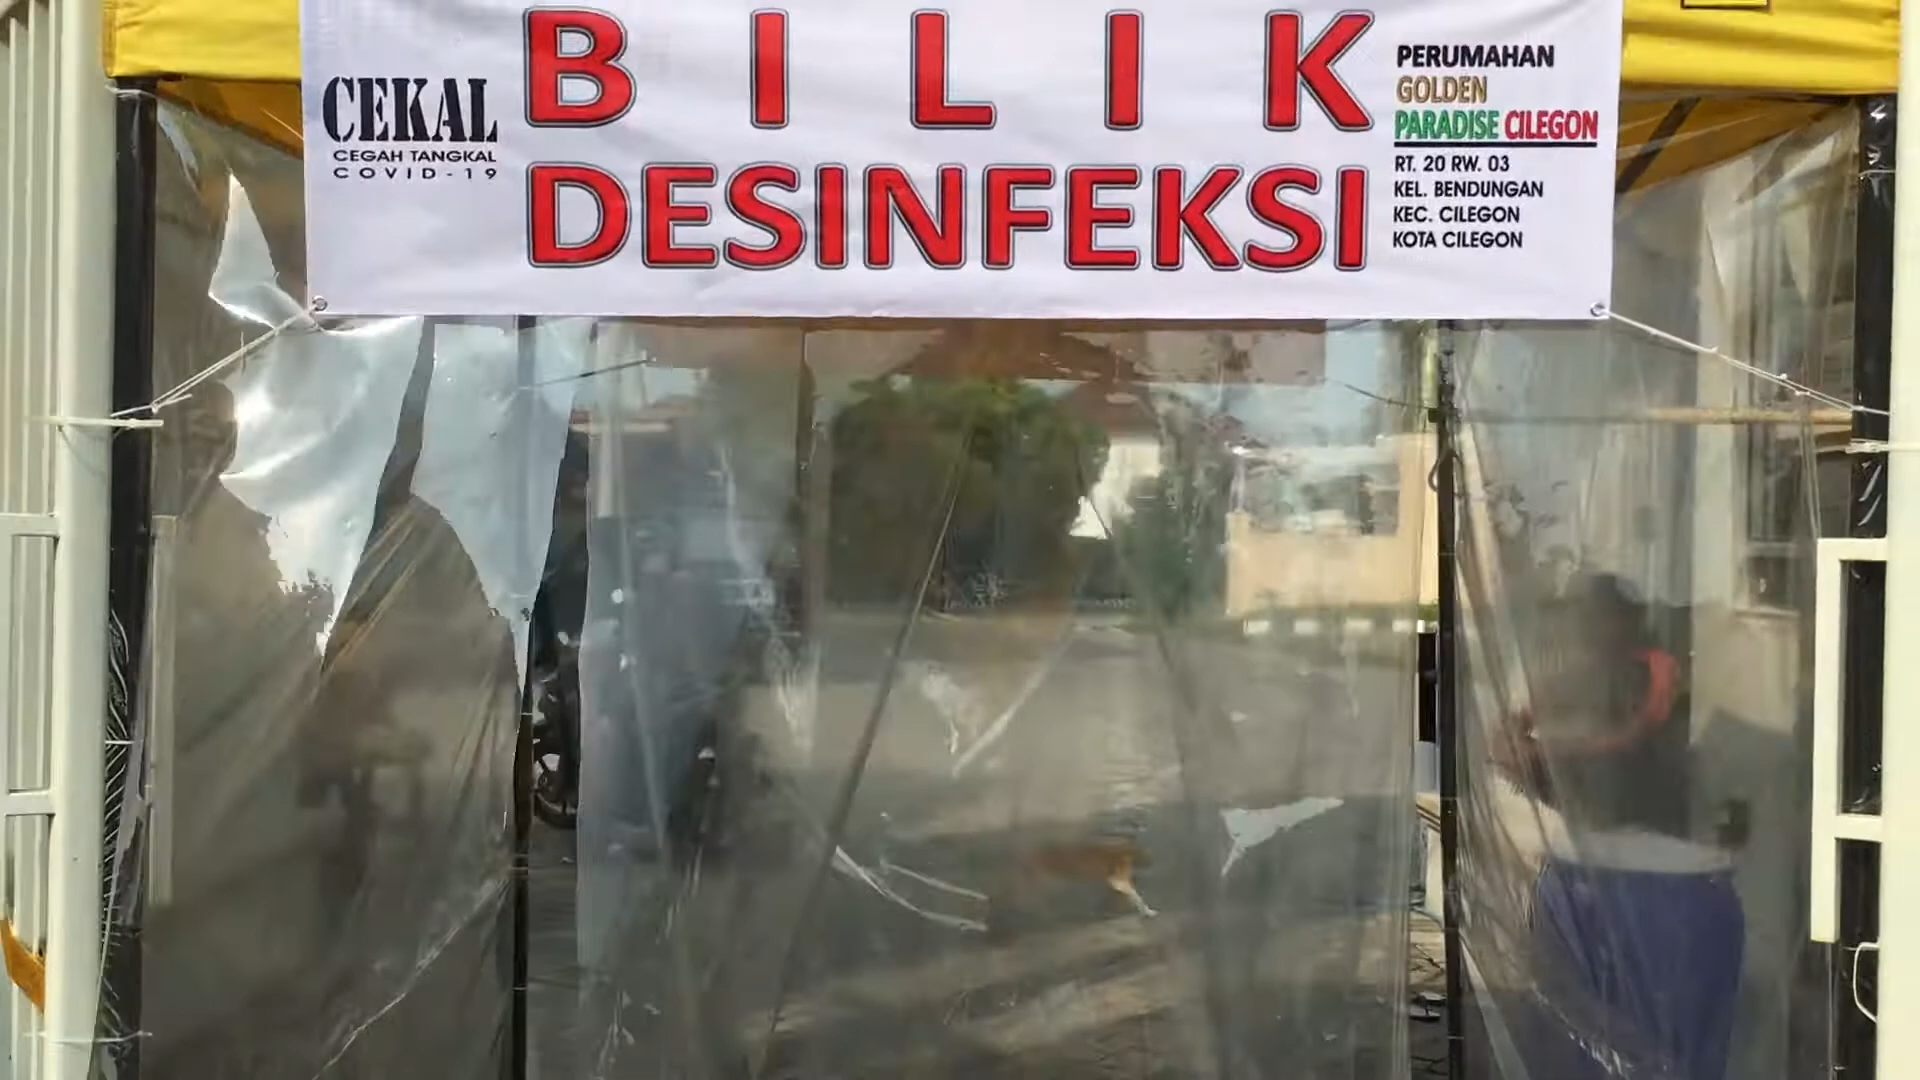 BILIK
DESINFEKSI
CEKAL
CEGAH TANGKAL
COVID-19
PERUMAHAN
GOLDEN
PARADISE CILEGON
RT. 20 RW. 03
KEL. BENDUNGAN
KEC. CILEGON
KOTA CILEGON